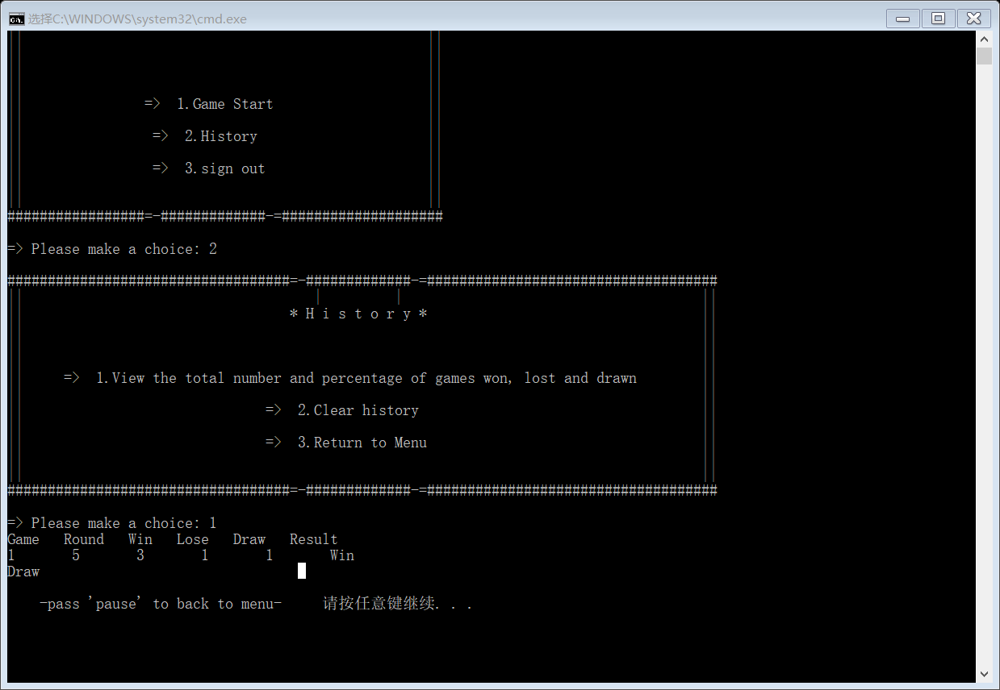 选择C:\WINDOWS\system32\cmd.exe
=> 1.Game Start
=> 2.History
=> 3.sign out
#################=-#############-=####################
=> Please make a choice: 2
###################################=-#############-=####################################
* H i s t o r y *
=> 1.View the total number and percentage of games won, lost and drawn
=> 2.Clear history
=> 3.Return to Menu
###################################=-#############-=####################################
=> Please make a choice: 1
Game Round Win Lose Draw Result
1 5 3 1 1 Win
Draw
-pass 'pause' to back to menu- 请按任意键继续. . .